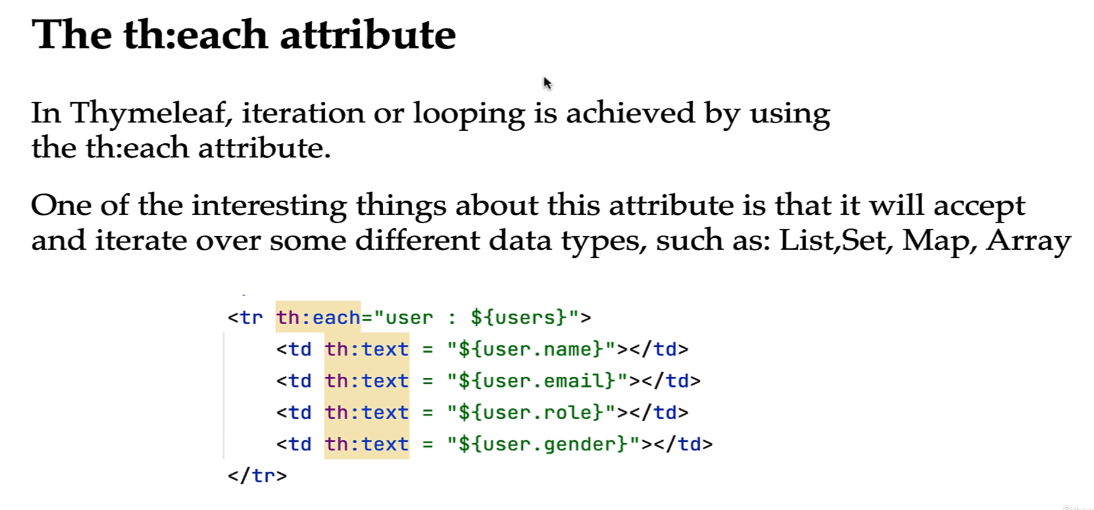 The th:each attribute
In Thymeleaf, iteration or looping is achieved by using
the th:each attribute.
One of the interesting things about this attribute is that it will accept
and iterate over some different data types, such as: List,Set, Map, Array
<tr th:each="user : ${users}">
<td th:text = "${user.name}"></td>
<td th:text = "${user.email}"></td>
<td th:text = "${user.role}"></td>
<td th:text = "${user.gender}"></td>
</tr>